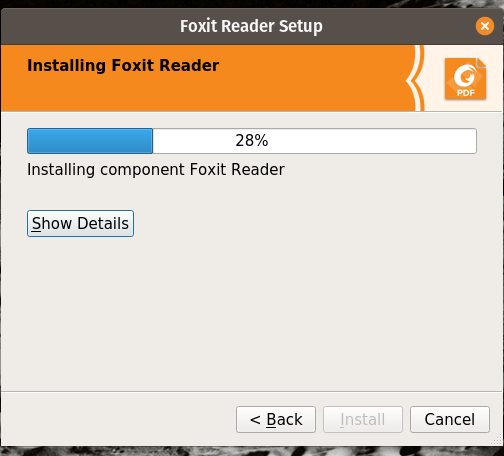 Foxit Reader Setup
Installing Foxit Reader
PDF
28%
Installing component Foxit Reader
Show Details
< Back
Install
Cancel